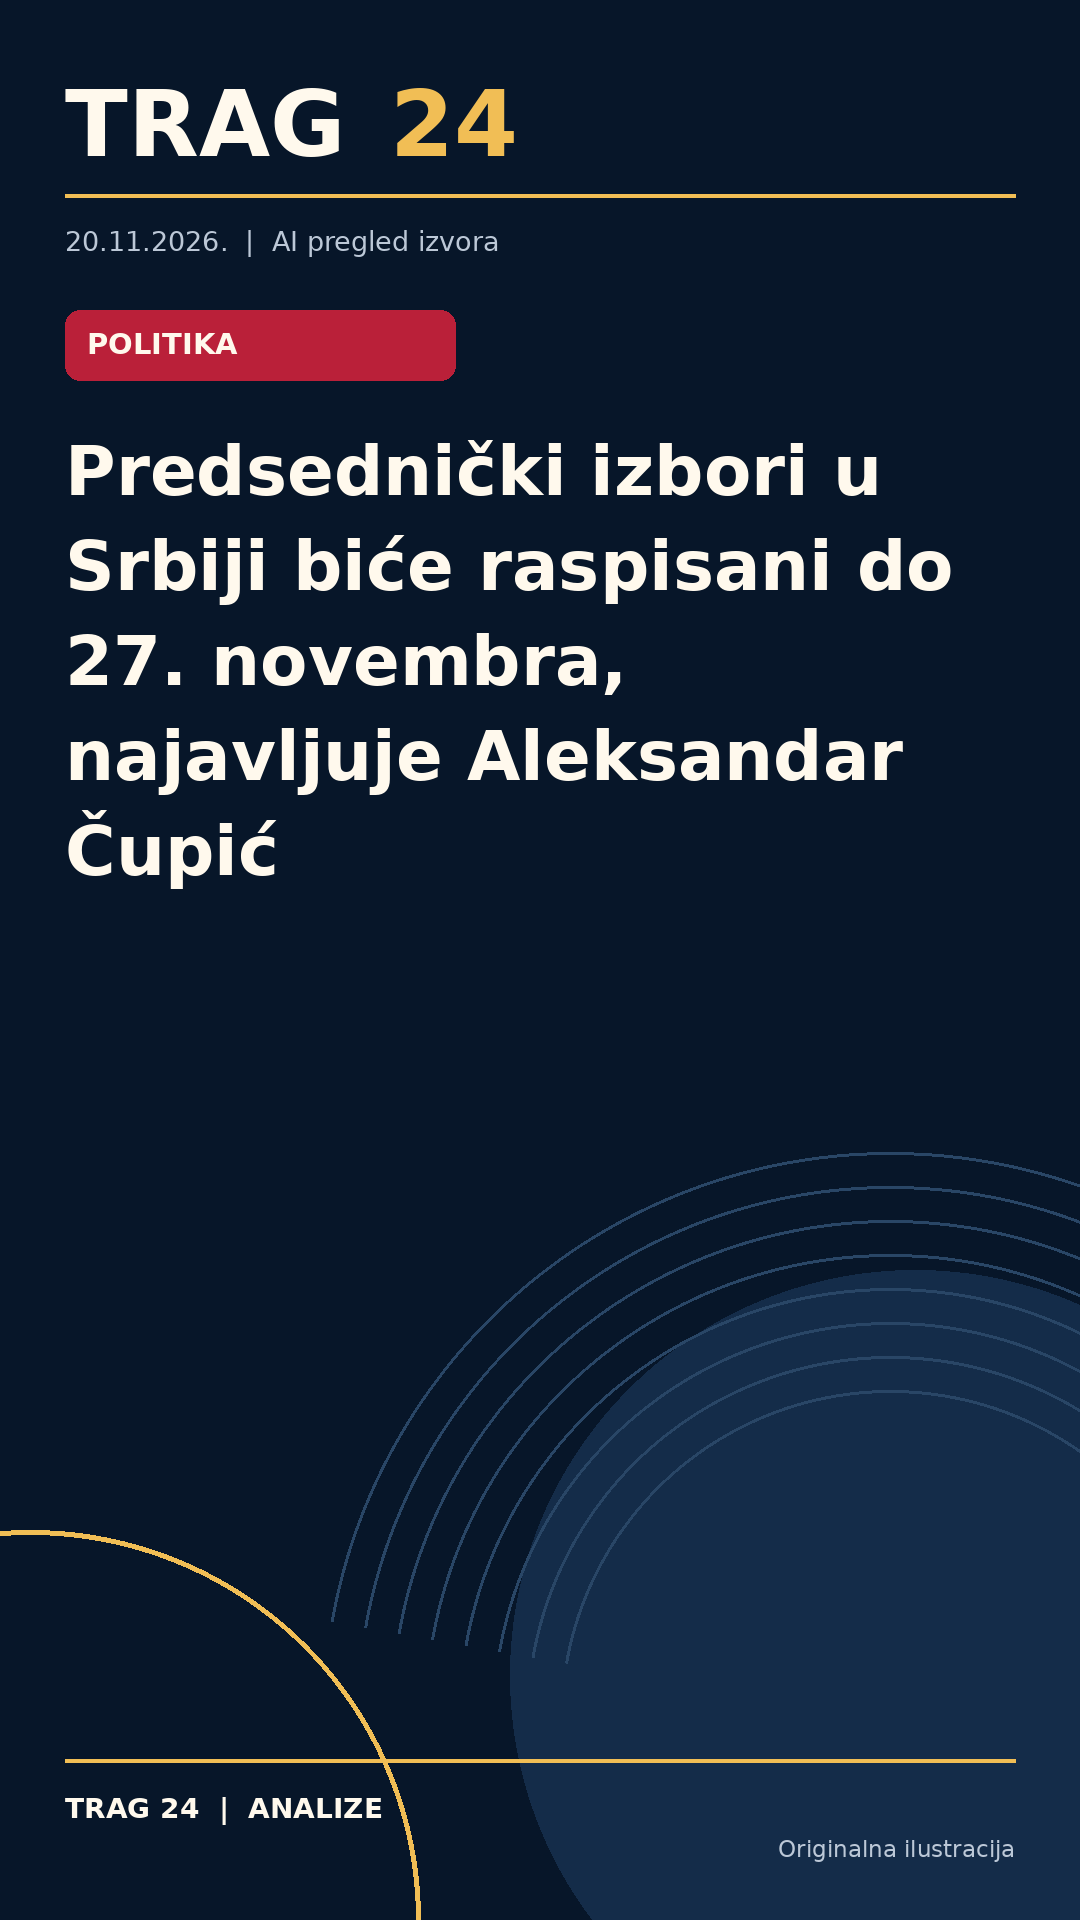 TRAG 24
20.11.2026. | AI pregled izvora
POLITIKA
Predsednički izbori u
Srbiji biće raspisani do
27. novembra,
najavljuje Aleksandar
Čupić
TRAG 24 | ANALIZE
Originalna ilustracija